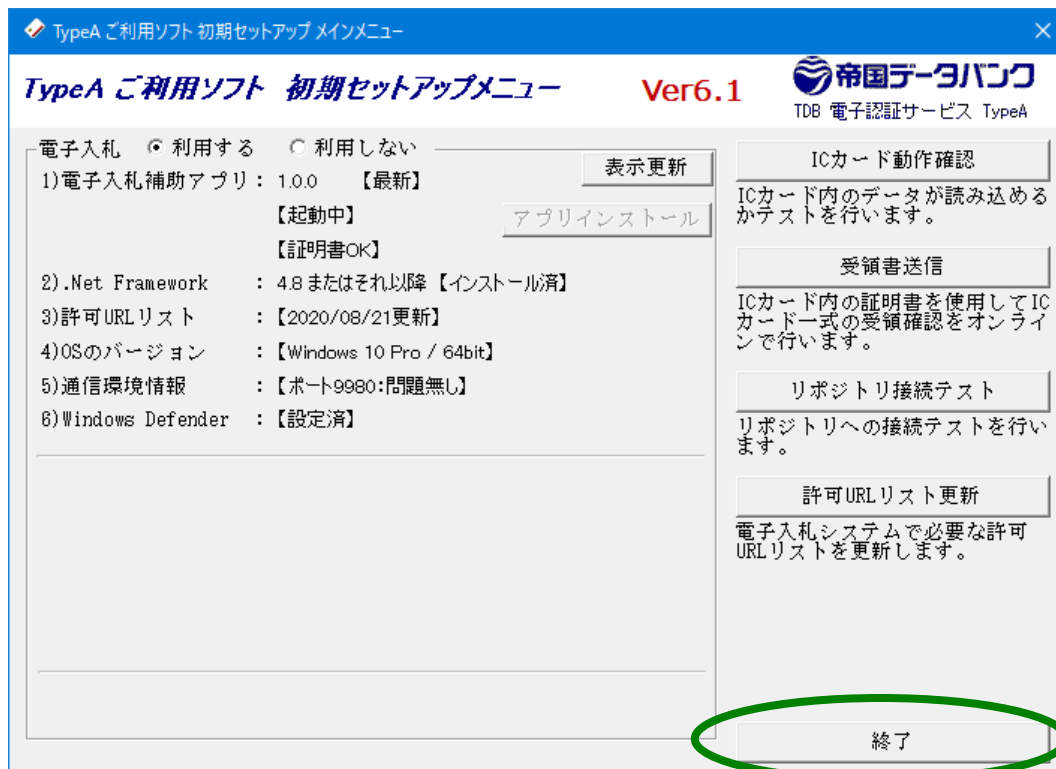 TypeA ご利用ソフト 初期セットアップ メインメニュー
TypeA ご利用ソフト 初期セットアップメニュー
Ver6.1
帝国データバンク
TDB 電子認証サービス TypeA
電子入札 利用する 利用しない
表示更新
1)電子入札補助アプリ: 1.0.0 【最新】
【起動中】
アプリインストール
【証明書OK】
2).Net Framework : 4.8 またはそれ以降 【インストール済】
3)許可URLリスト : 【2020/08/21更新】
4)OSのバージョン : 【Windows 10 Pro / 64bit】
5)通信環境情報 : 【ポート9980:問題無し】
6)Windows Defender : 【設定済】
ICカード動作確認
ICカード内のデータが読み込める
かテストを行います。
受領書送信
ICカード内の証明書を使用してIC
カード一式の受領確認をオンライ
ンで行います。
リポジトリ接続テスト
リポジトリへの接続テストを行い
ます。
許可URLリスト更新
電子入札システムで必要な許可
URLリストを更新します。
終了